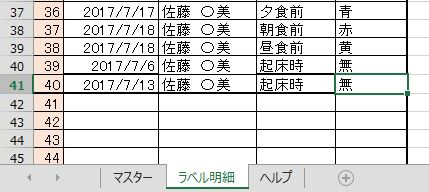 37 36 2017/7/17 佐藤 〇美 夕食前 青
38 37 2017/7/18 佐藤 〇美 朝食前 赤
39 38 2017/7/18 佐藤 〇美 昼食前 黄
40 39 2017/7/6 佐藤 〇美 起床時 無
41 40 2017/7/13 佐藤 〇美 起床時 無
42 41
43 42
44 43
45 44
マスター ラベル明細 ヘルプ